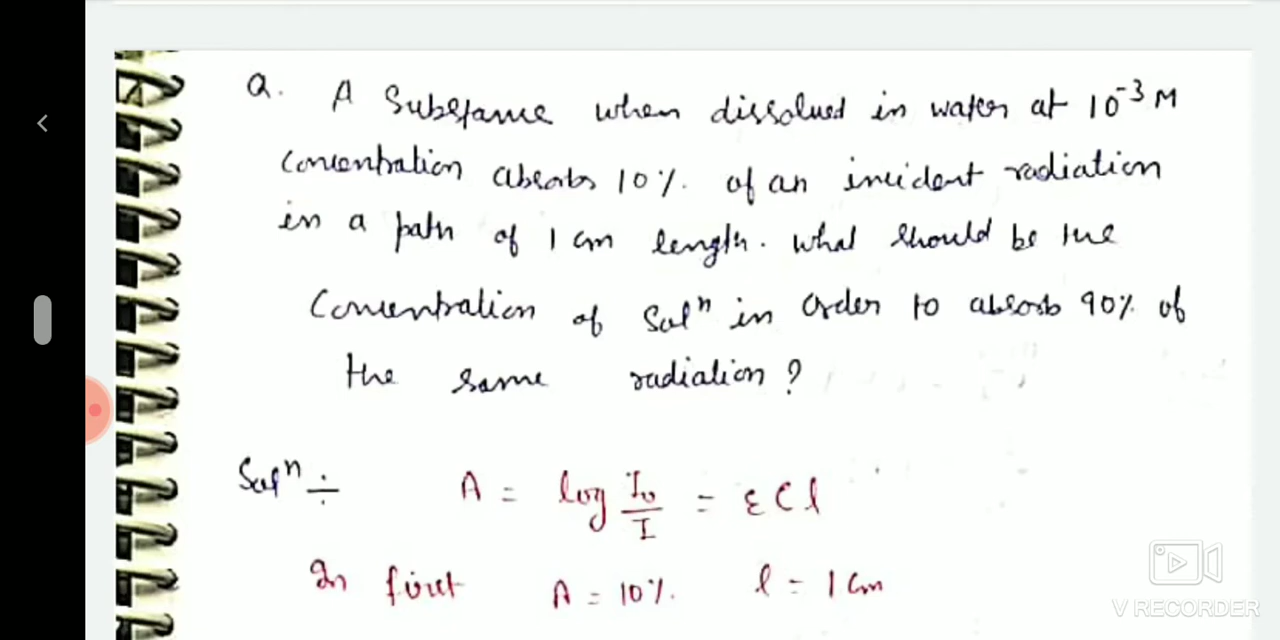 Q. A Substance when dissolved in water at 10⁻³ M
Concentration absorbs 10%. of an incident radiation
in a path of 1 cm length. what should be the
Concentration of Solⁿ in order to absorb 90% of
the same radiation?
Solⁿ ÷ A = log I₀/I = ε C l
In first A = 10%. l = 1 cm
V RECORDER